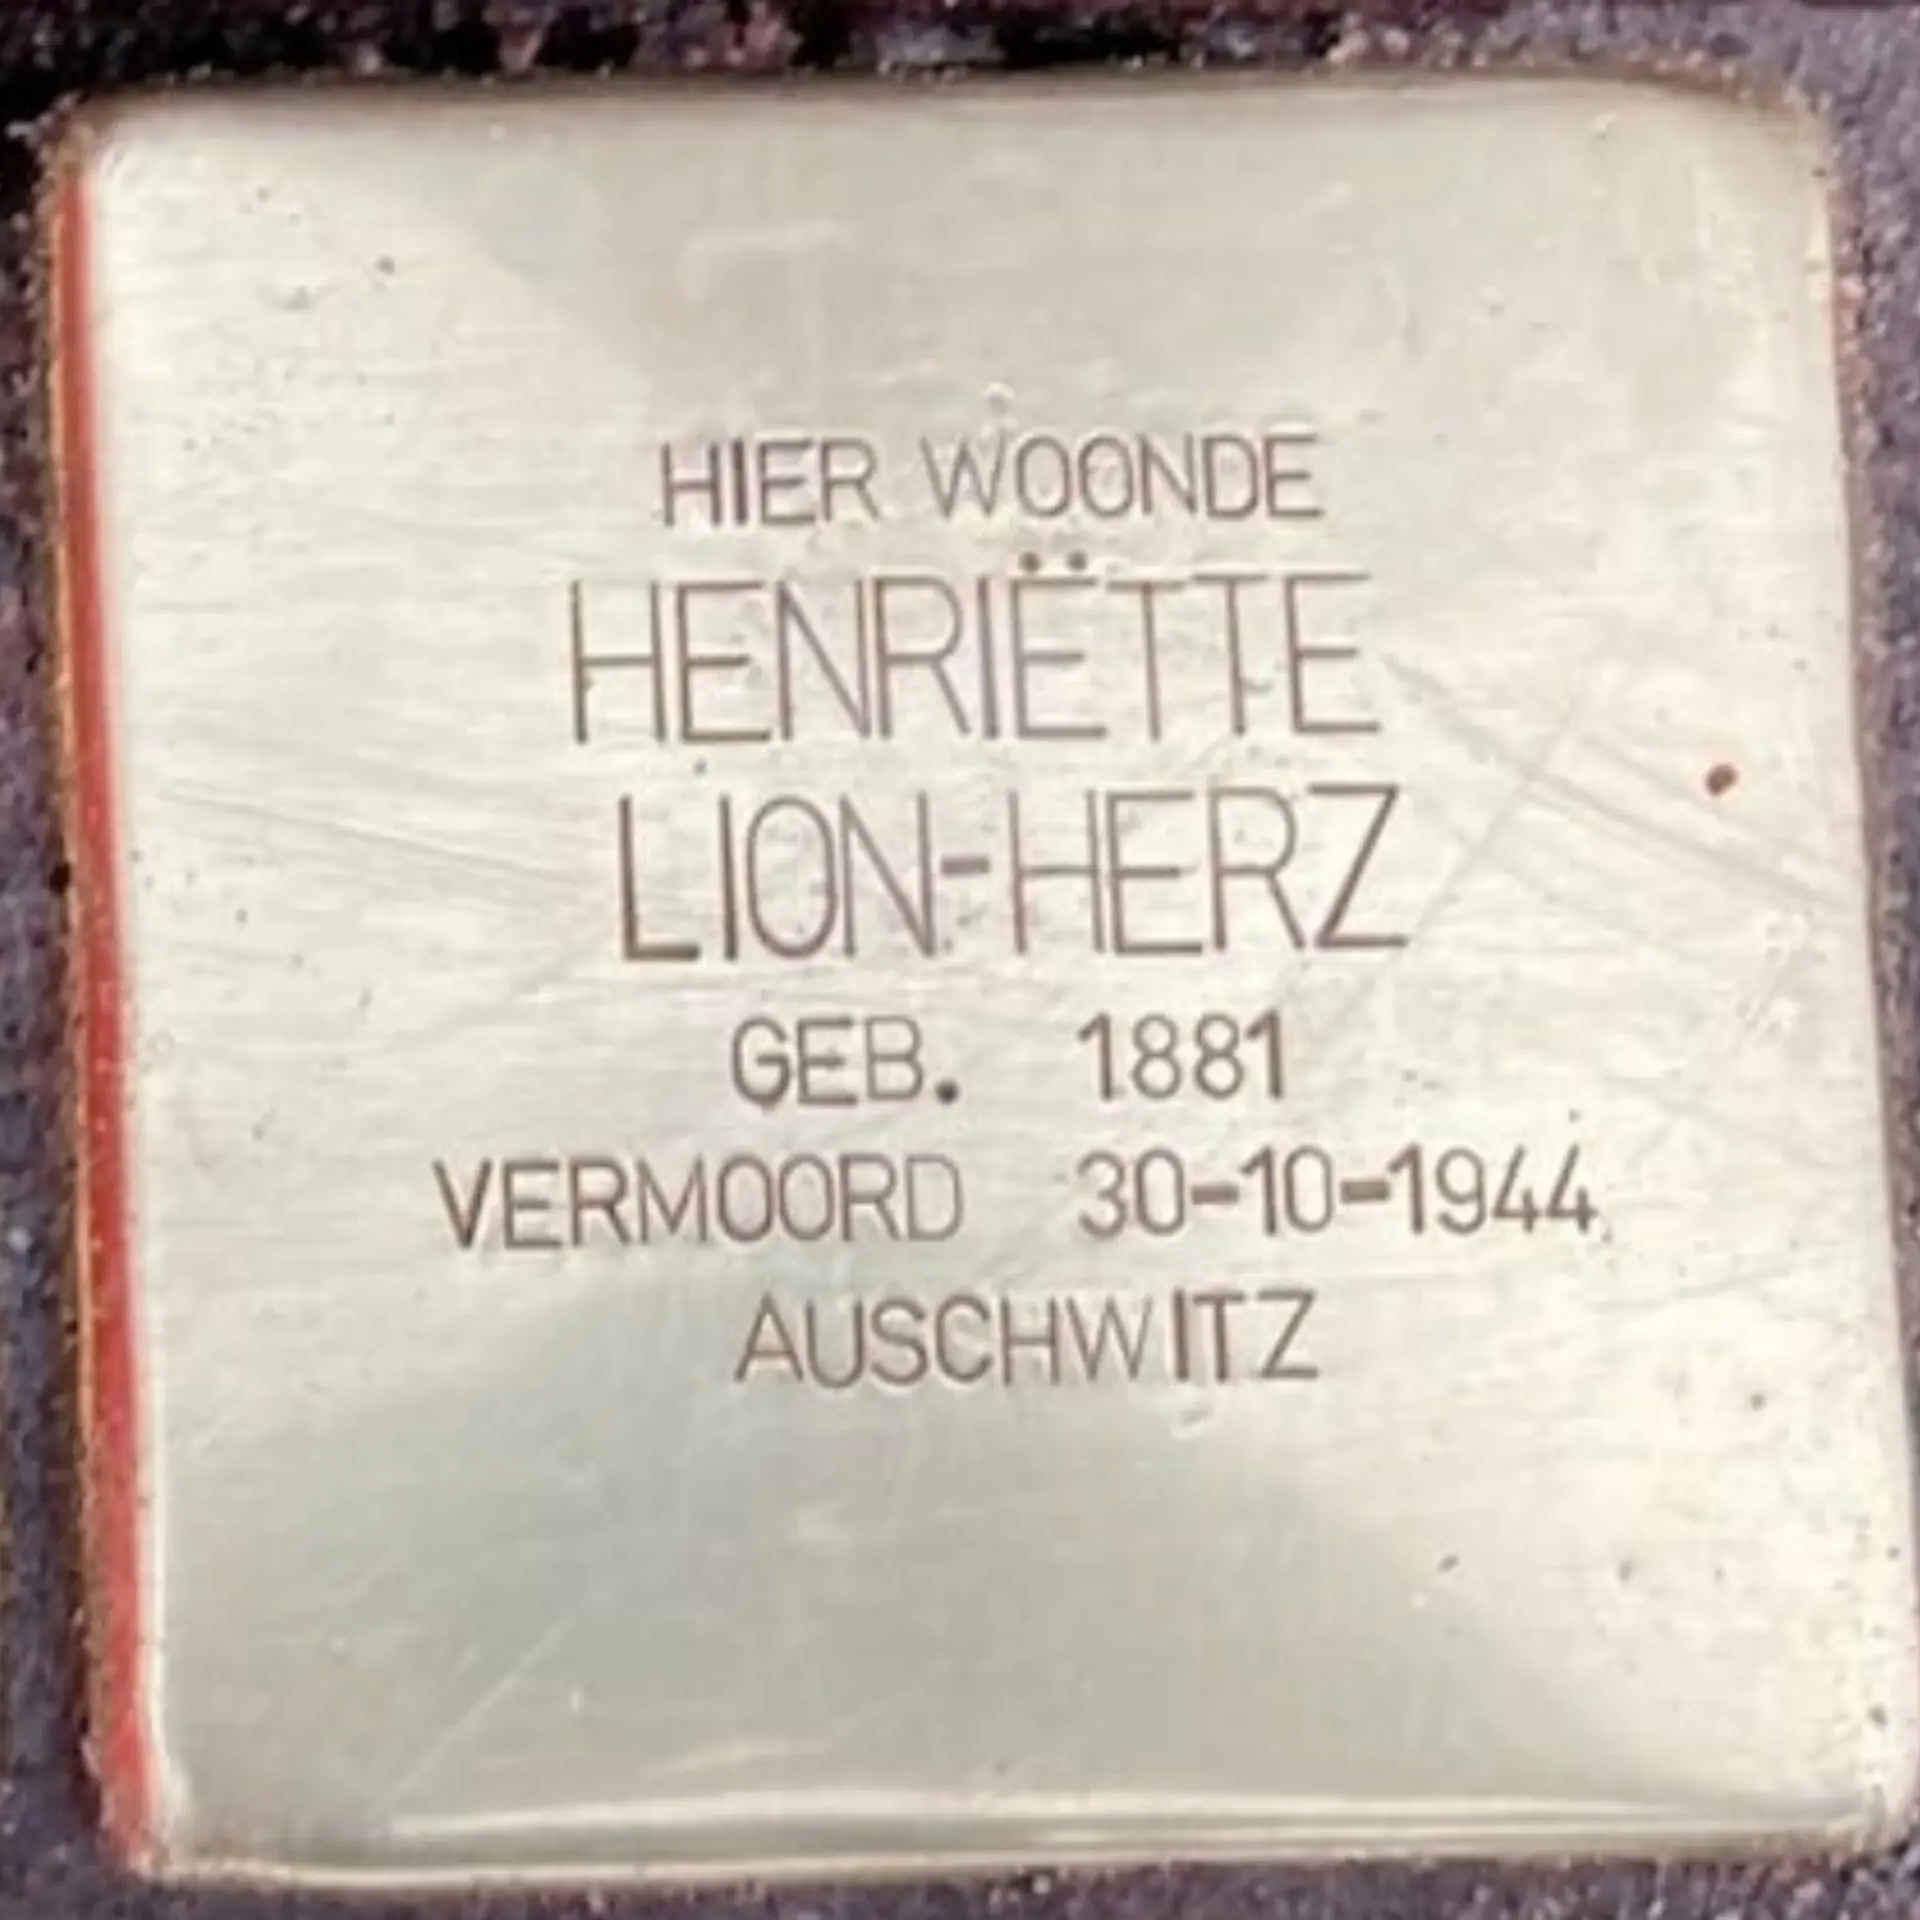 HIER WOONDE
HENRIËTTE
LION-HERZ
GEB. 1881
VERMOORD 30-10-1944
AUSCHWITZ